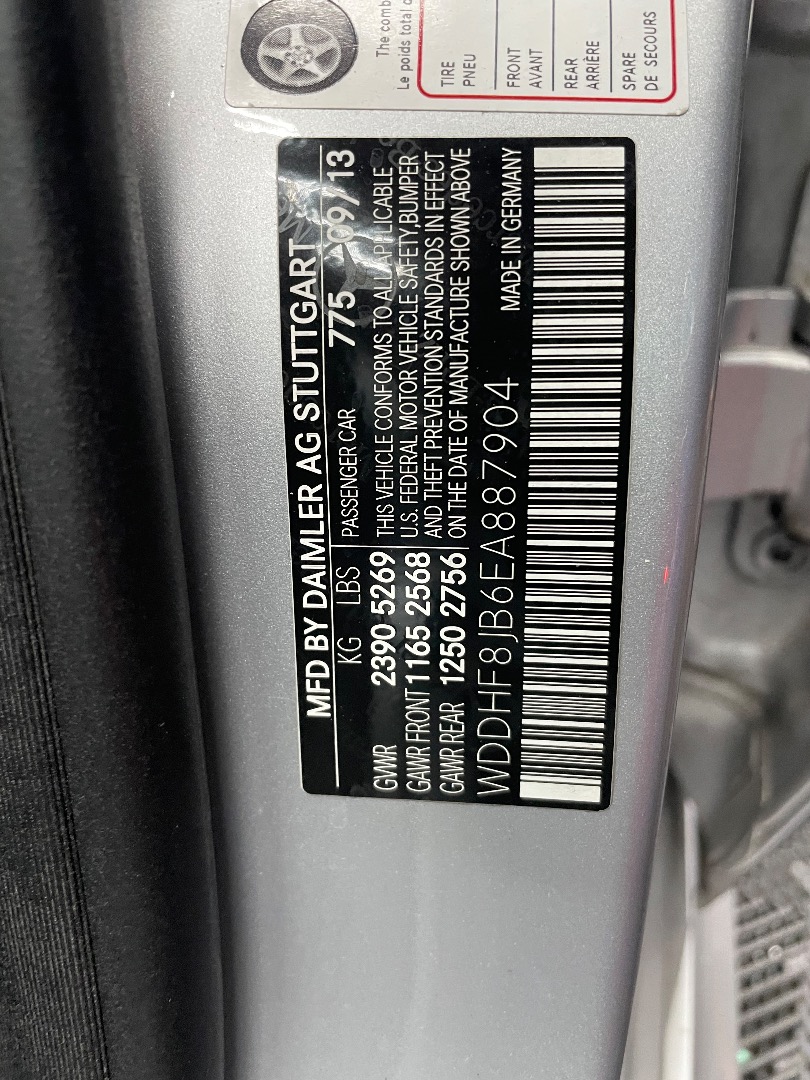 The comb
Le poids total c
TIRE
PNEU
FRONT
AVANT
REAR
ARRIÈRE
SPARE
DE SECOURS
MFD BY DAIMLER AG STUTTGART
KG LBS PASSENGER CAR 775 09/13
GVWR 2390 5269 THIS VEHICLE CONFORMS TO ALL APPLICABLE
GAWR FRONT 1165 2568 U.S. FEDERAL MOTOR VEHICLE SAFETY,BUMPER
GAWR REAR 1250 2756 AND THEFT PREVENTION STANDARDS IN EFFECT
ON THE DATE OF MANUFACTURE SHOWN ABOVE
WDDHF8JB6EA887904 MADE IN GERMANY